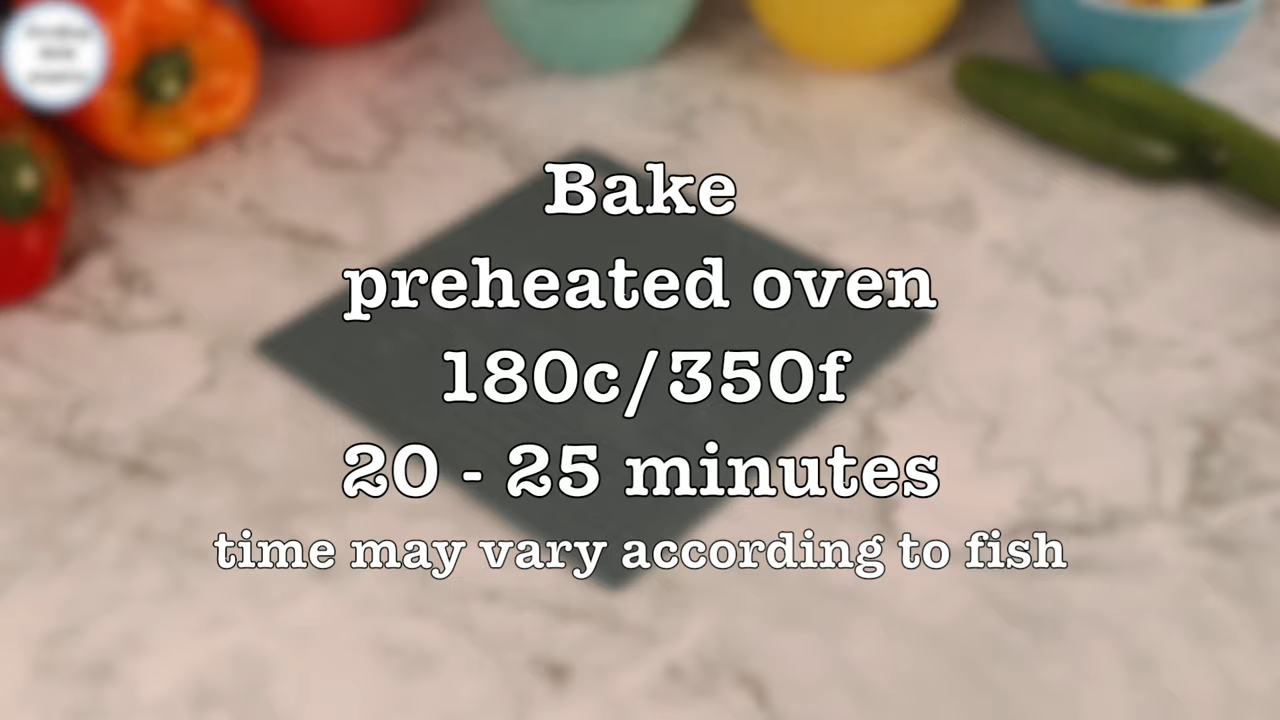 Bake
preheated oven
180c/350f
20 - 25 minutes
time may vary according to fish